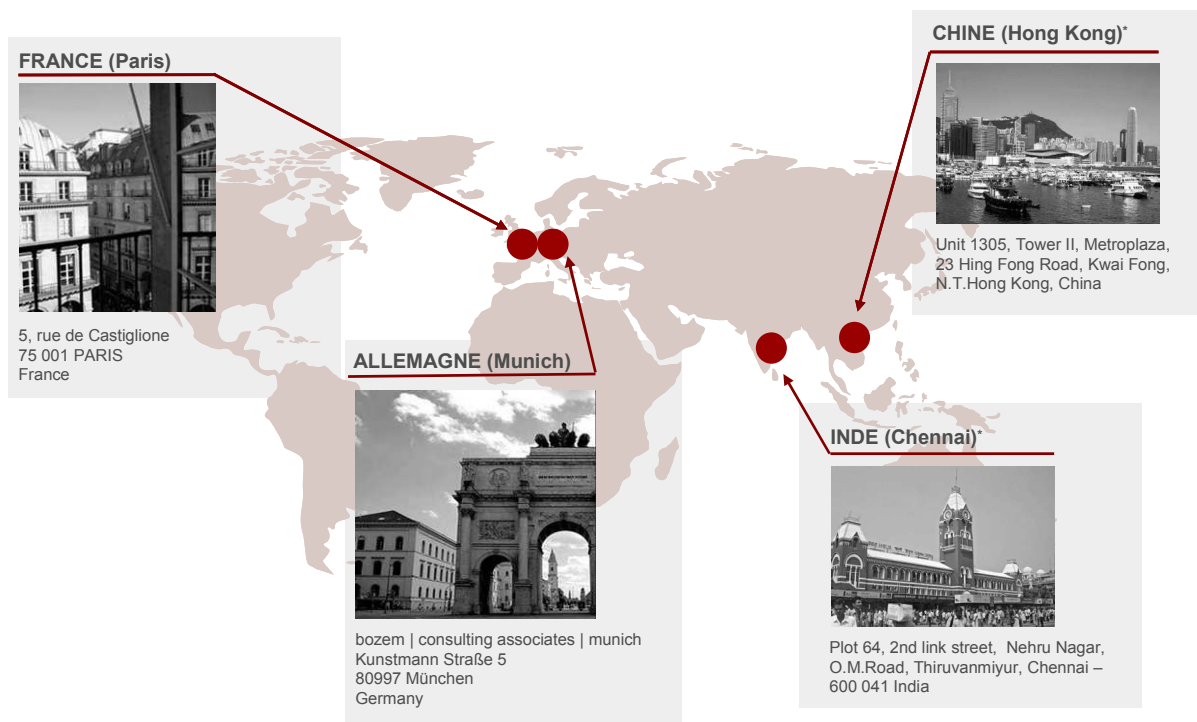 FRANCE (Paris)
5, rue de Castiglione
75 001 PARIS
France
ALLEMAGNE (Munich)
bozem | consulting associates | munich
Kunstmann Straße 5
80997 München
Germany
CHINE (Hong Kong)*
Unit 1305, Tower II, Metroplaza,
23 Hing Fong Road, Kwai Fong,
N.T.Hong Kong, China
INDE (Chennai)*
Plot 64, 2nd link street, Nehru Nagar,
O.M.Road, Thiruvanmiyur, Chennai –
600 041 India